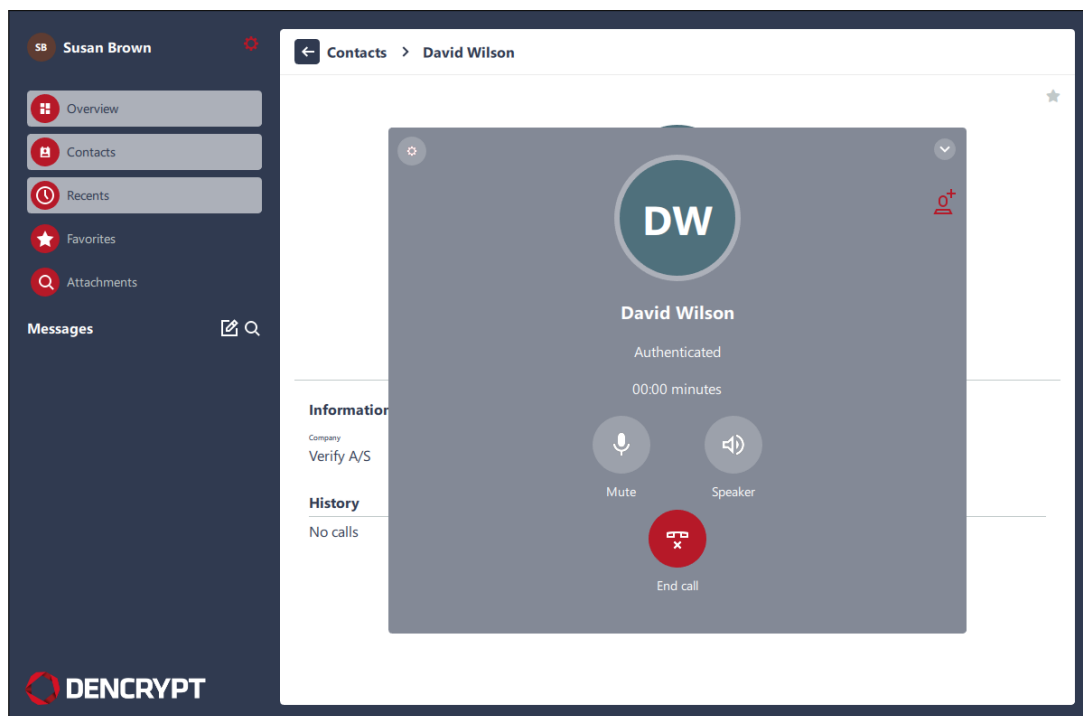 SB Susan Brown
Contacts > David Wilson
Overview
Contacts
Recents
Favorites
Attachments
Messages
DW
David Wilson
Authenticated
00:00 minutes
Mute Speaker
End call
Information
Company
Verify A/S
History
No calls
DENCRYPT